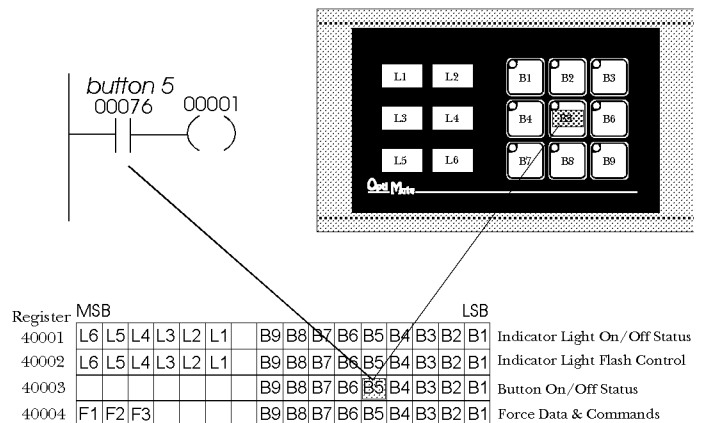 button 5
00076 00001
L1 L2 B1 B2 B3
L3 L4 B4 B5 B6
L5 L6 B7 B8 B9
Opti Mate
Register MSB LSB
40001 L6 L5 L4 L3 L2 L1 B9 B8 B7 B6 B5 B4 B3 B2 B1 Indicator Light On/Off Status
40002 L6 L5 L4 L3 L2 L1 B9 B8 B7 B6 B5 B4 B3 B2 B1 Indicator Light Flash Control
40003 B9 B8 B7 B6 B5 B4 B3 B2 B1 Button On/Off Status
40004 F1 F2 F3 B9 B8 B7 B6 B5 B4 B3 B2 B1 Force Data & Commands